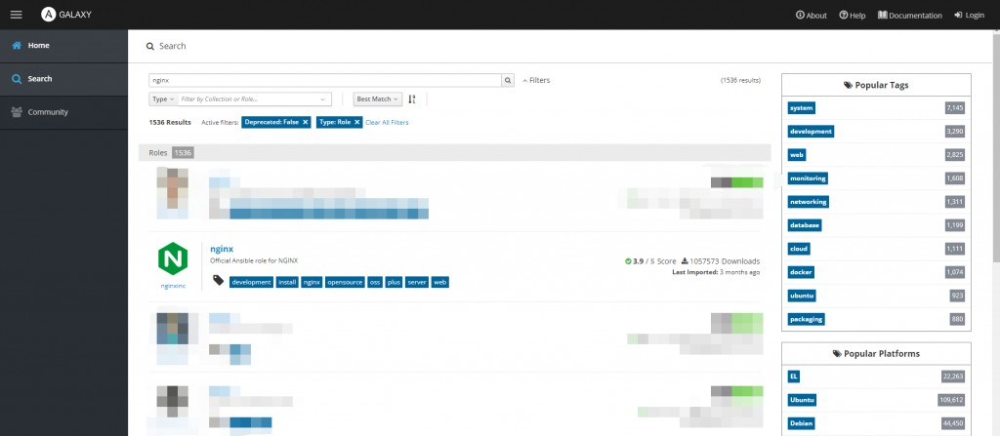 A GALAXY
About Help Documentation Login
Home
Search
Community
Search
nginx
Filters
(1536 results)
Type Filter by Collection or Role...
Best Match
1536 Results Active filters: Deprecated: False Type: Role Clear All Filters
Roles 1536
N
nginxinc
nginx
Official Ansible role for NGINX
development install nginx opensource oss plus server web
3.9 / 5 Score 1057573 Downloads
Last Imported: 3 months ago
Popular Tags
system 7,145
development 3,290
web 2,825
monitoring 1,608
networking 1,311
database 1,199
cloud 1,111
docker 1,074
ubuntu 923
packaging 880
Popular Platforms
EL 22,263
Ubuntu 109,612
Debian 44,450